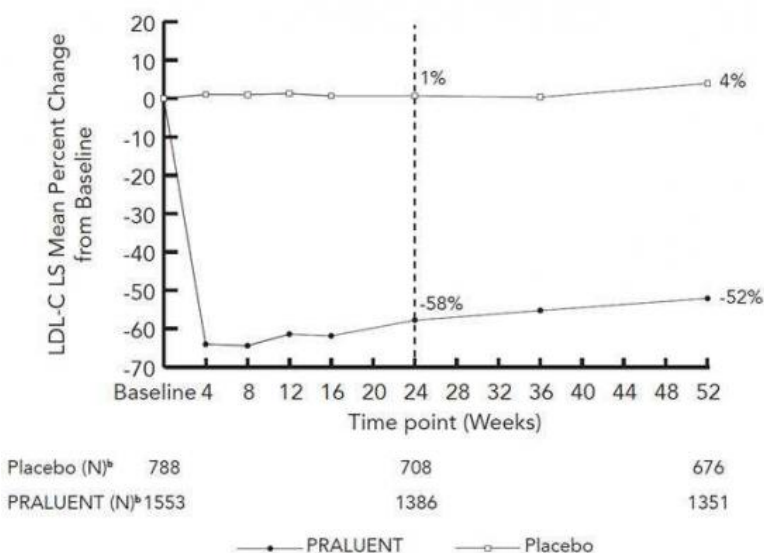 20
10
0
-10
-20
-30
-40
-50
-60
-70
LDL-C LS Mean Percent Change
from Baseline
1%
4%
-58%
-52%
Baseline 4 8 12 16 20 24 28 32 36 40 44 48 52
Time point (Weeks)
Placebo (N)ᵇ 788 708 676
PRALUENT (N)ᵇ 1553 1386 1351
PRALUENT Placebo